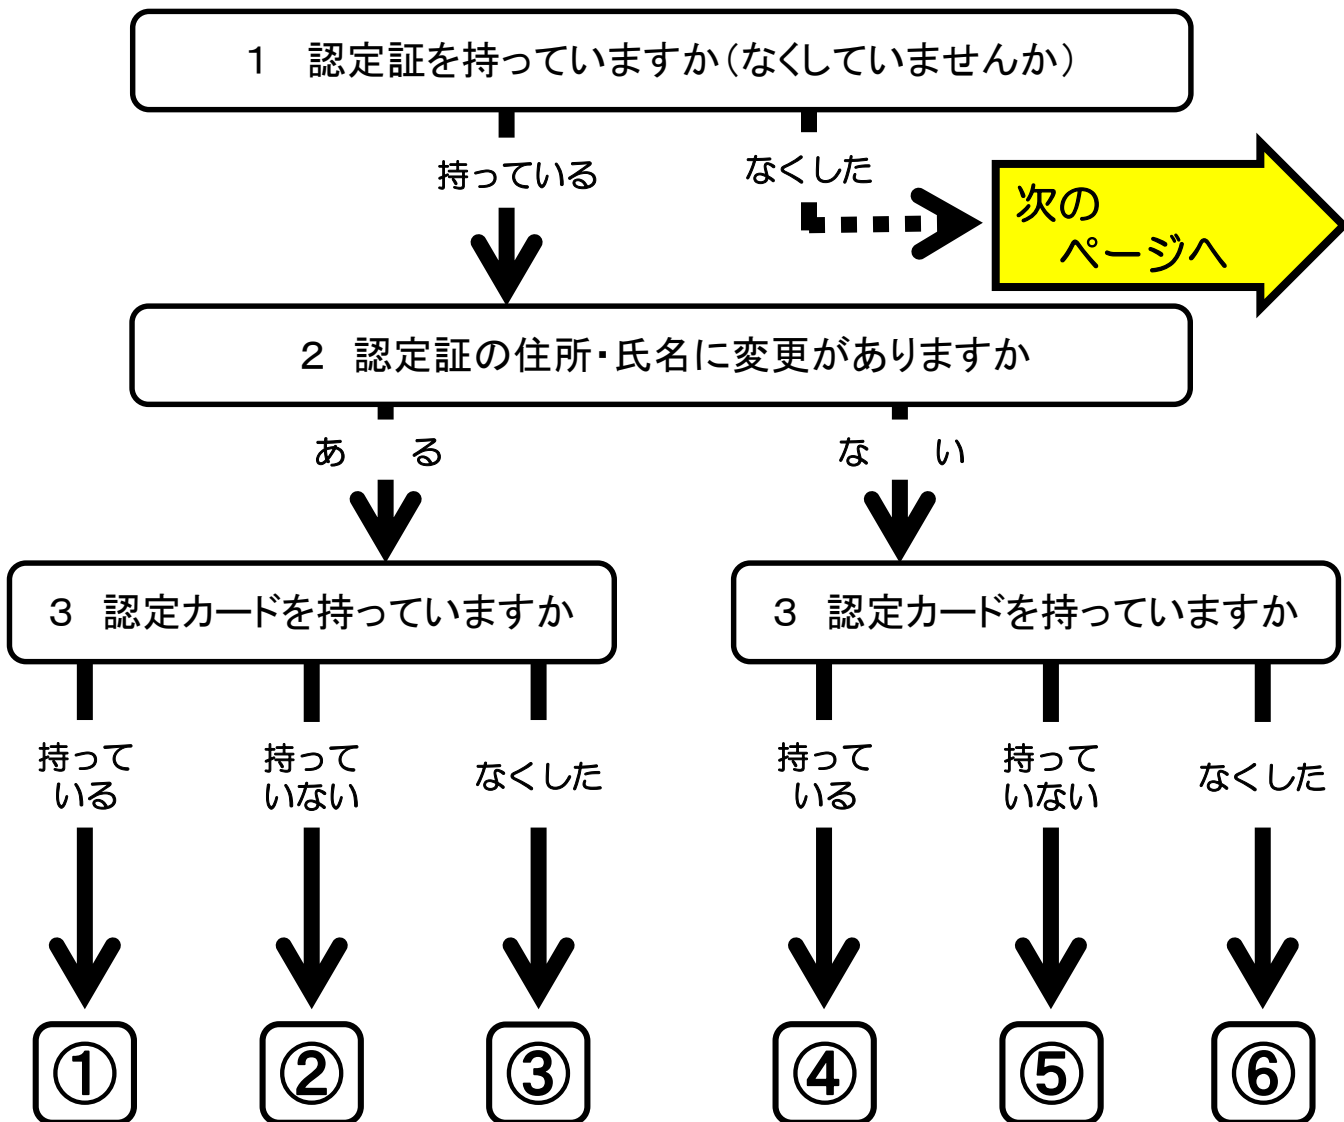 1　認定証を持っていますか（なくしていませんか）
持っている
なくした
次の
ページへ
2　認定証の住所・氏名に変更がありますか
あ　る
な　い
3　認定カードを持っていますか
3　認定カードを持っていますか
持って
いる
持って
いない
なくした
持って
いる
持って
いない
なくした
①
②
③
④
⑤
⑥